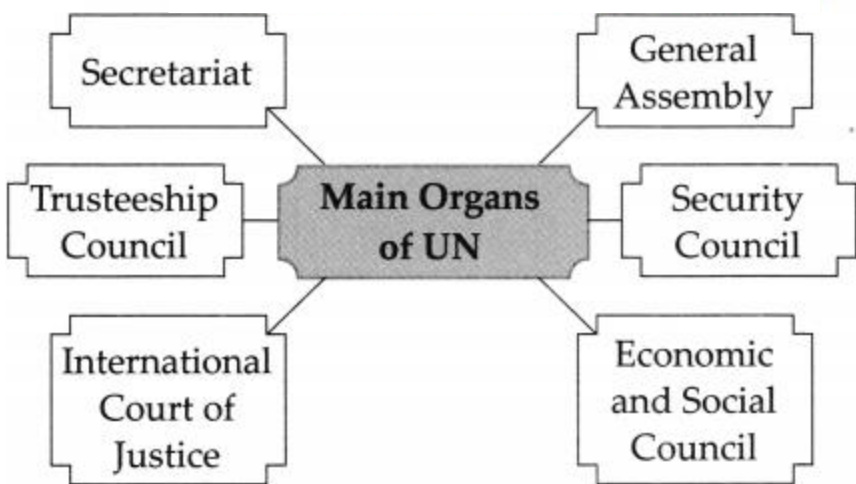 Secretariat
General
Assembly
Trusteeship
Council
Main Organs
of UN
Security
Council
International
Court of
Justice
Economic
and Social
Council